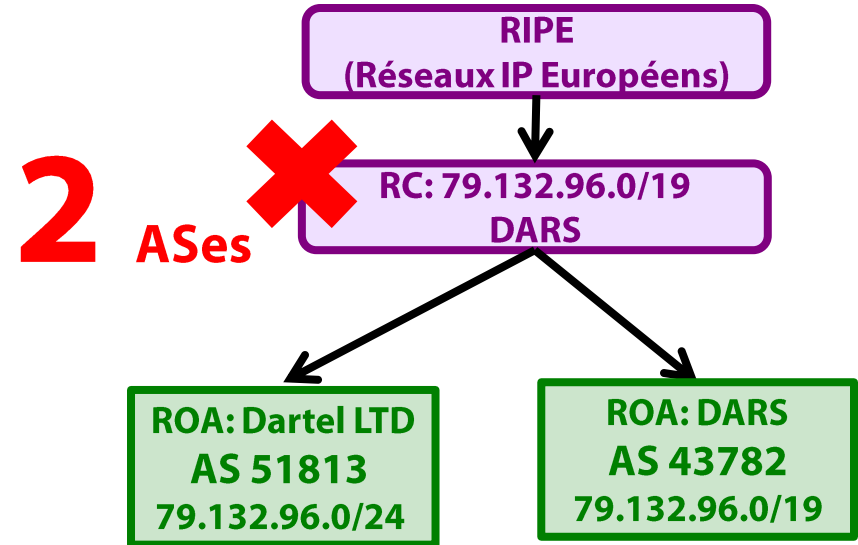 RIPE
(Réseaux IP Européens)
RC: 79.132.96.0/19
DARS
2 ASes
ROA: Dartel LTD
AS 51813
79.132.96.0/24
ROA: DARS
AS 43782
79.132.96.0/19